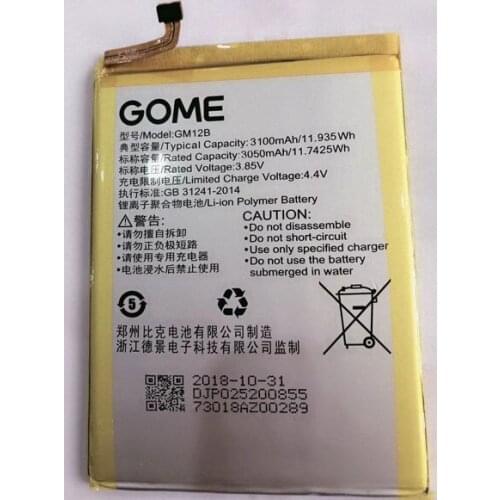 GOME
型号/Model:GM12B
典型容量/Typical Capacity:3100mAh/11.935Wh
标称容量/Rated Capacity:3050mAh/11.7425Wh
标称电压/Rated Voltage:3.85V
充电限制电压/Limited Charge Voltage:4.4V
执行标准:GB 31241-2014
锂离子聚合物电池/Li-ion Polymer Battery
•请勿擅自拆卸
•请勿正负极短路
•请使用专用充电器
•电池浸水后严禁使用
CAUTION:
•Do not disassemble
•Do not short-circuit
•Use only specified charger
•Do not use the battery
submerged in water
5
郑州比克电池有限公司制造
浙江德景电子科技有限公司监制
2018-10-31
DJP025200855
73018AZ00289